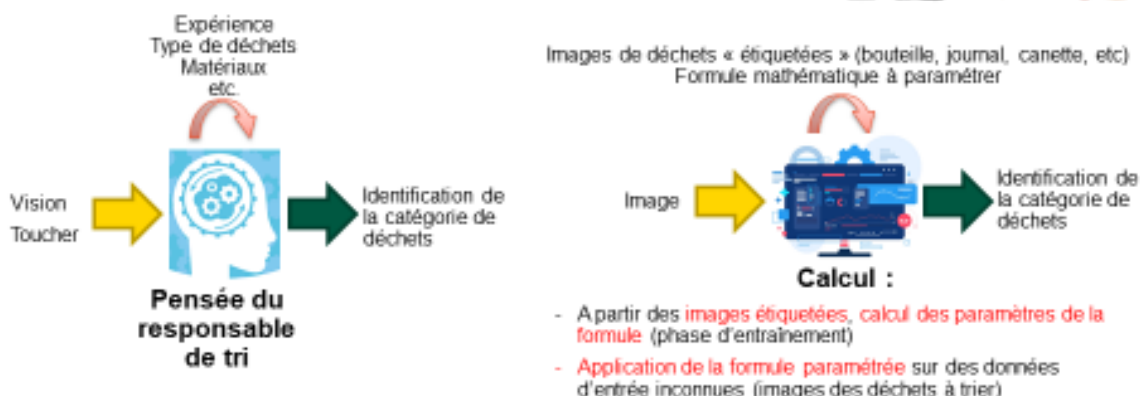 Expérience
Type de déchets
Matériaux
etc.
Vision
Toucher
Identification de
la catégorie de
déchets
Pensée du
responsable
de tri
Images de déchets « étiquetées » (bouteille, journal, canette, etc)
Formule mathématique à paramétrer
Image
Identification de
la catégorie de
déchets
Calcul :
- A partir des images étiquetées, calcul des paramètres de la
formule (phase d'entraînement)
- Application de la formule paramétrée sur des données
d'entrée inconnues (images des déchets à trier)